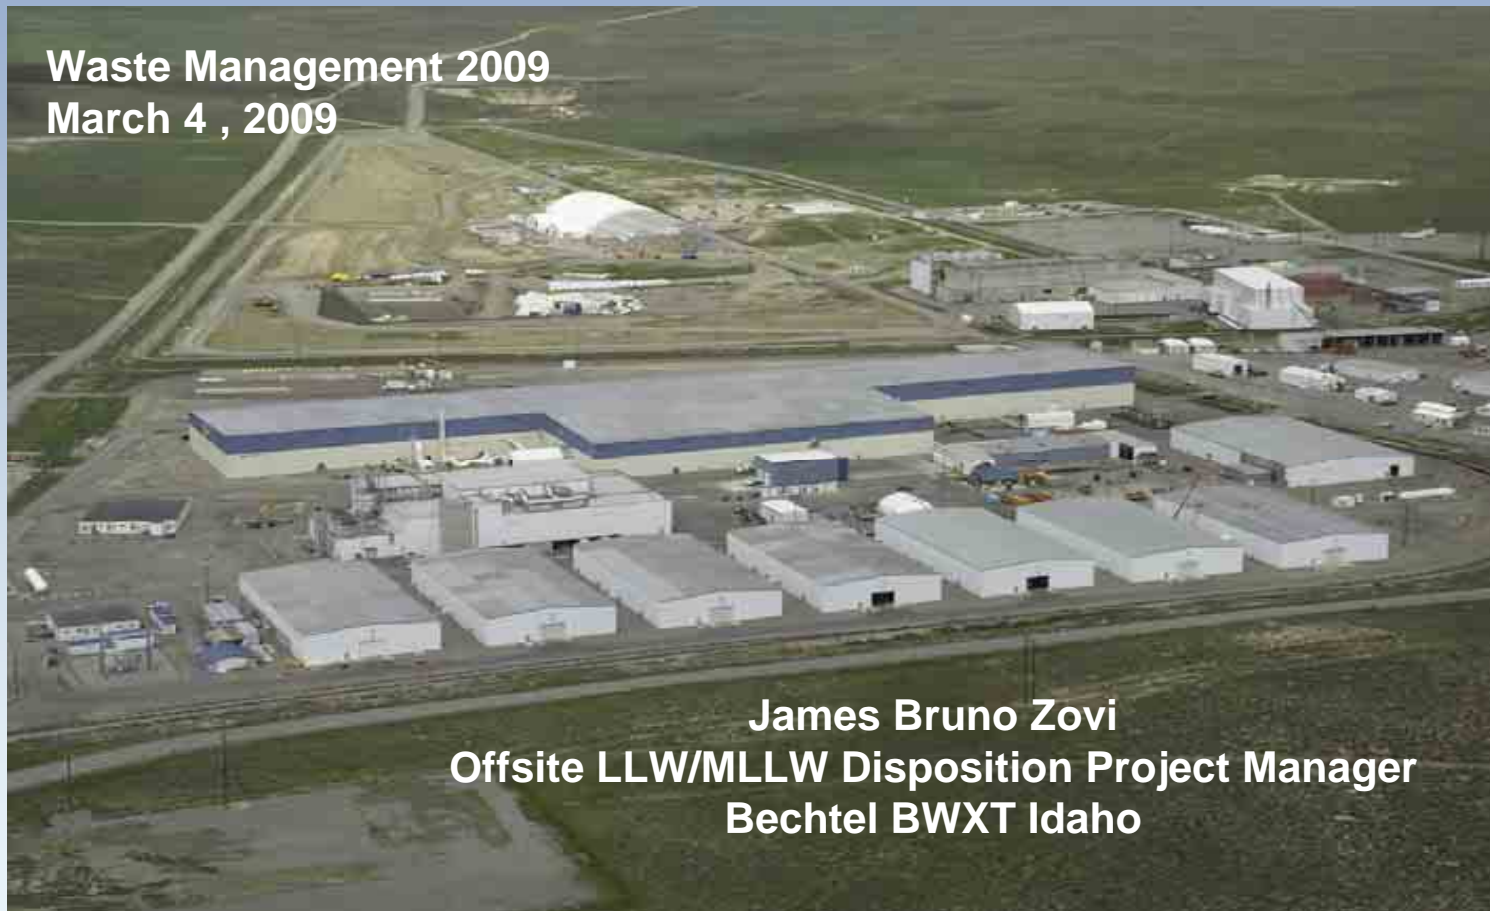 Waste Management 2009
March 4 , 2009
James Bruno Zovi
Offsite LLW/MLLW Disposition Project Manager
Bechtel BWXT Idaho